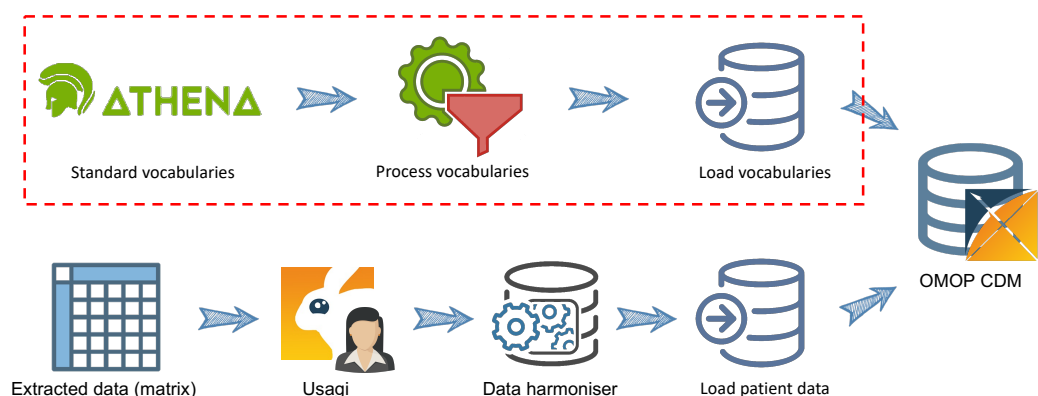 ATHENA
Standard vocabularies
Process vocabularies
Load vocabularies
OMOP CDM
Extracted data (matrix)
Usagi
Data harmoniser
Load patient data